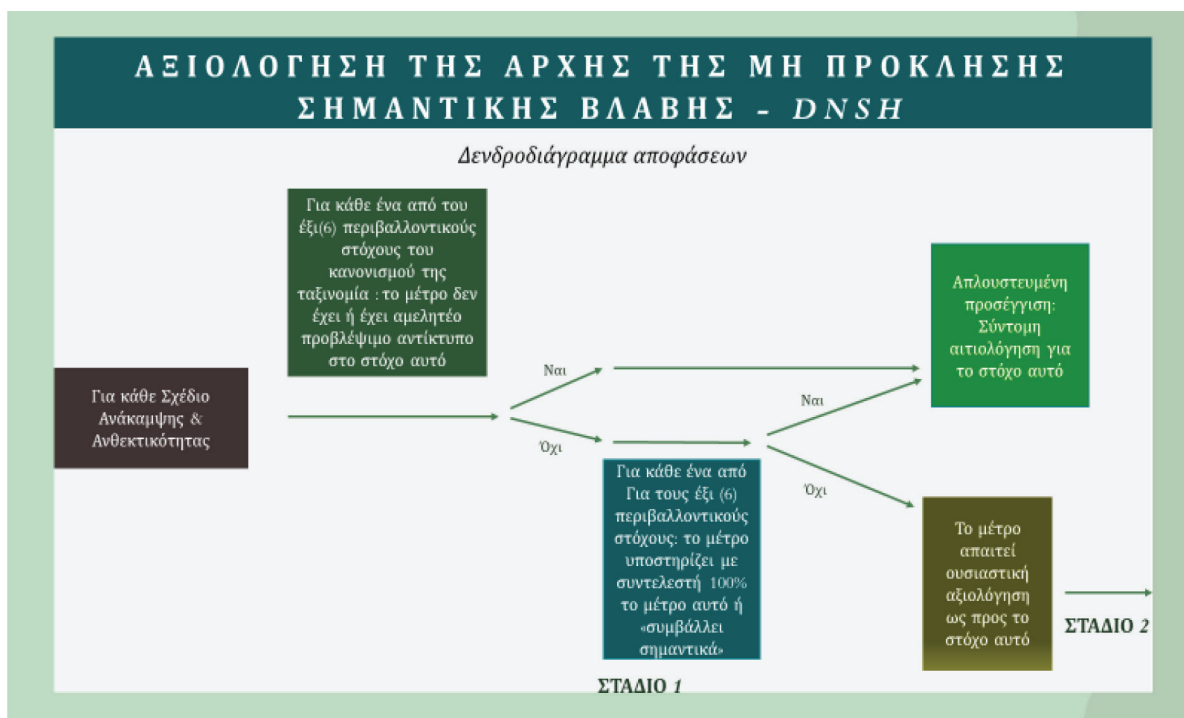 ΑΞΙΟΛΟΓΗΣΗ ΤΗΣ ΑΡΧΗΣ ΤΗΣ ΜΗ ΠΡΟΚΛΗΣΗΣ
ΣΗΜΑΝΤΙΚΗΣ ΒΛΑΒΗΣ - DNSH
Δενδροδιάγραμμα αποφάσεων
Για κάθε ένα από του
έξι(6) περιβαλλοντικούς
στόχους του
κανονισμού της
ταξινομία : το μέτρο δεν
έχει ή έχει αμελητέο
προβλέψιμο αντίκτυπο
στο στόχο αυτό
Απλουστευμένη
προσέγγιση:
Σύντομη
αιτιολόγηση για
το στόχο αυτό
Για κάθε Σχέδιο
Ανάκαμψης &
Ανθεκτικότητας
Ναι
Όχι
Ναι
Όχι
Για κάθε ένα από
Για τους έξι (6)
περιβαλλοντικούς
στόχους: το μέτρο
υποστηρίζει με
συντελεστή 100%
το μέτρο αυτό ή
«συμβάλλει
σημαντικά»
Το μέτρο
απαιτεί
ουσιαστική
αξιολόγηση
ως προς το
στόχο αυτό
ΣΤΑΔΙΟ 2
ΣΤΑΔΙΟ 1